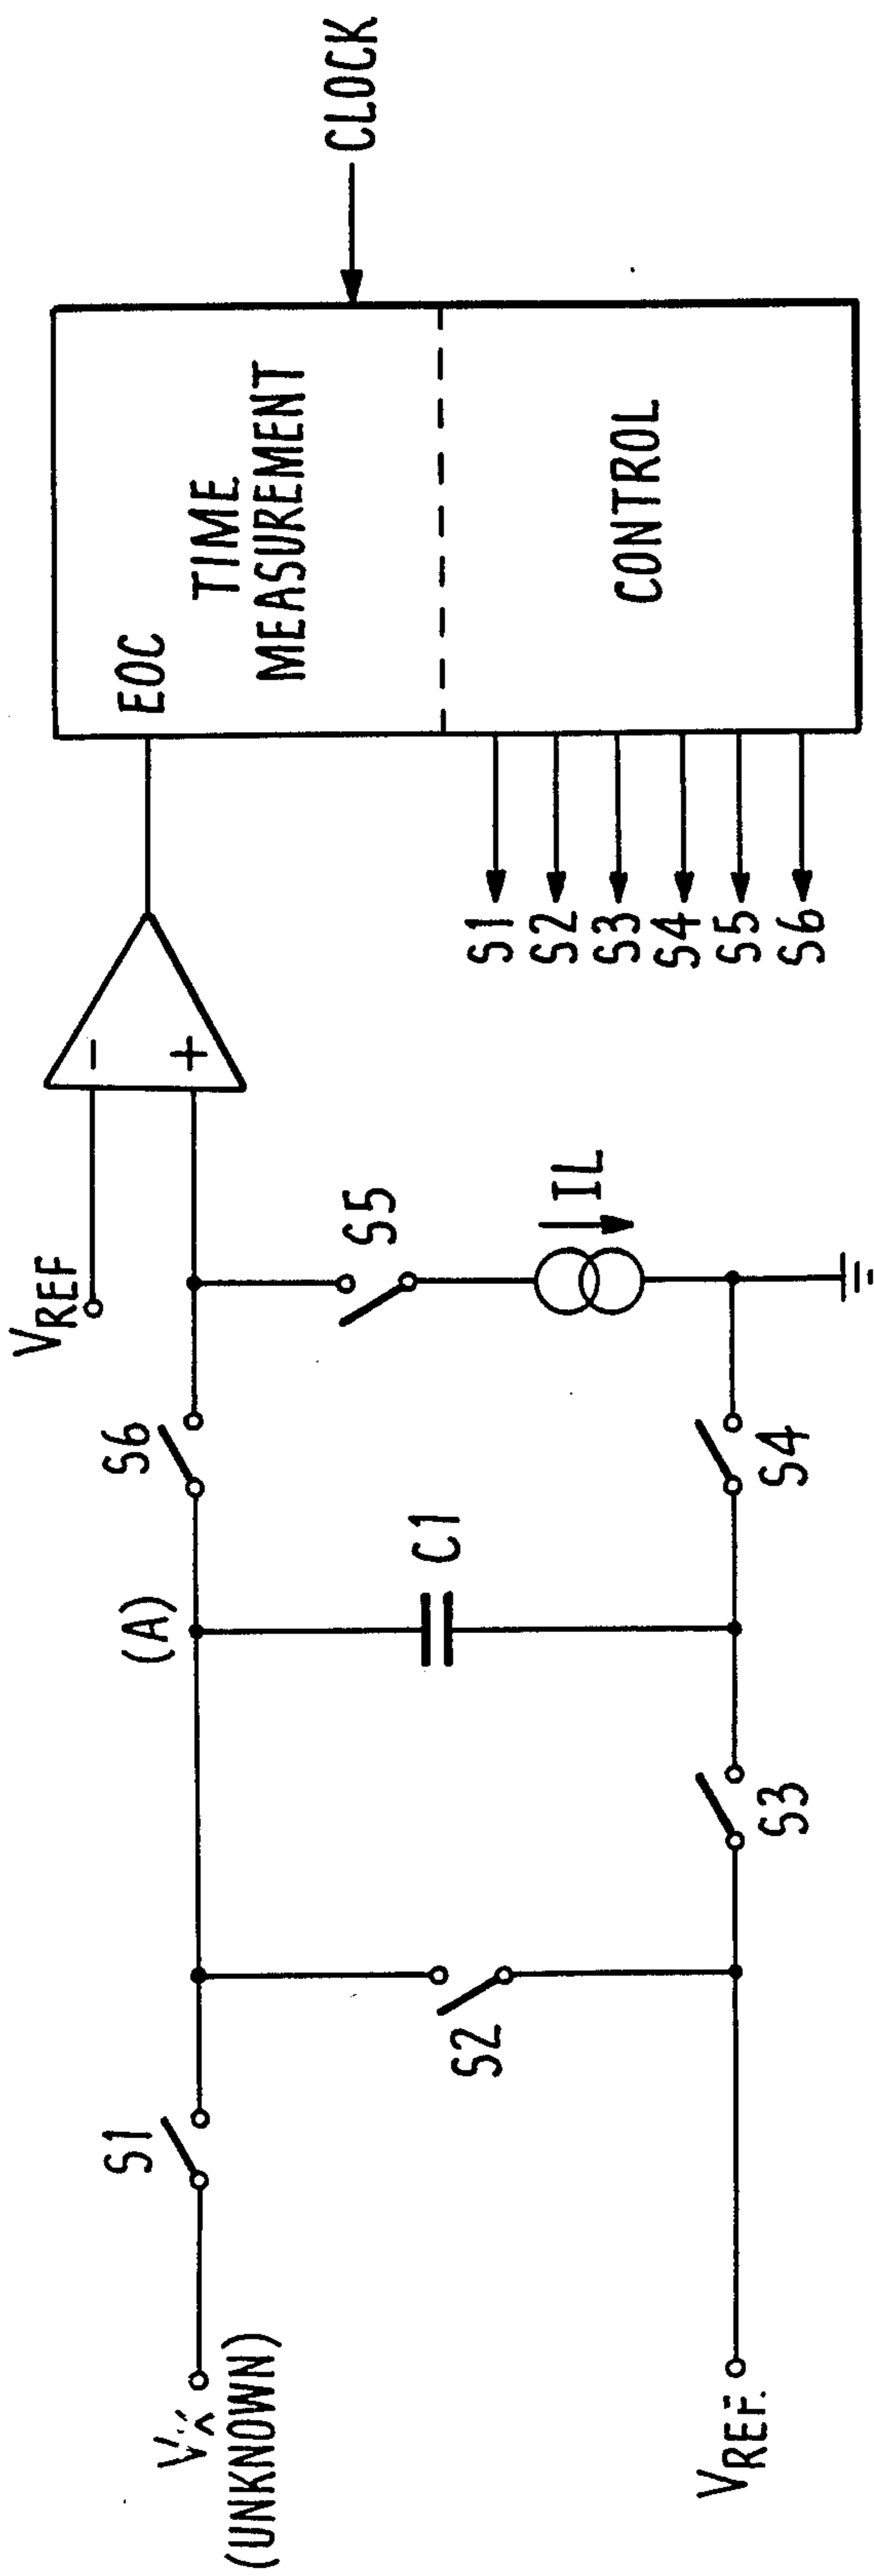 VX
(UNKNOWN)
S1
S2
VREF.
S3
(A)
C1
S6
S4
VREF
S5
IL
-
+
EOC
TIME
MEASUREMENT
CONTROL
S1
S2
S3
S4
S5
S6
CLOCK